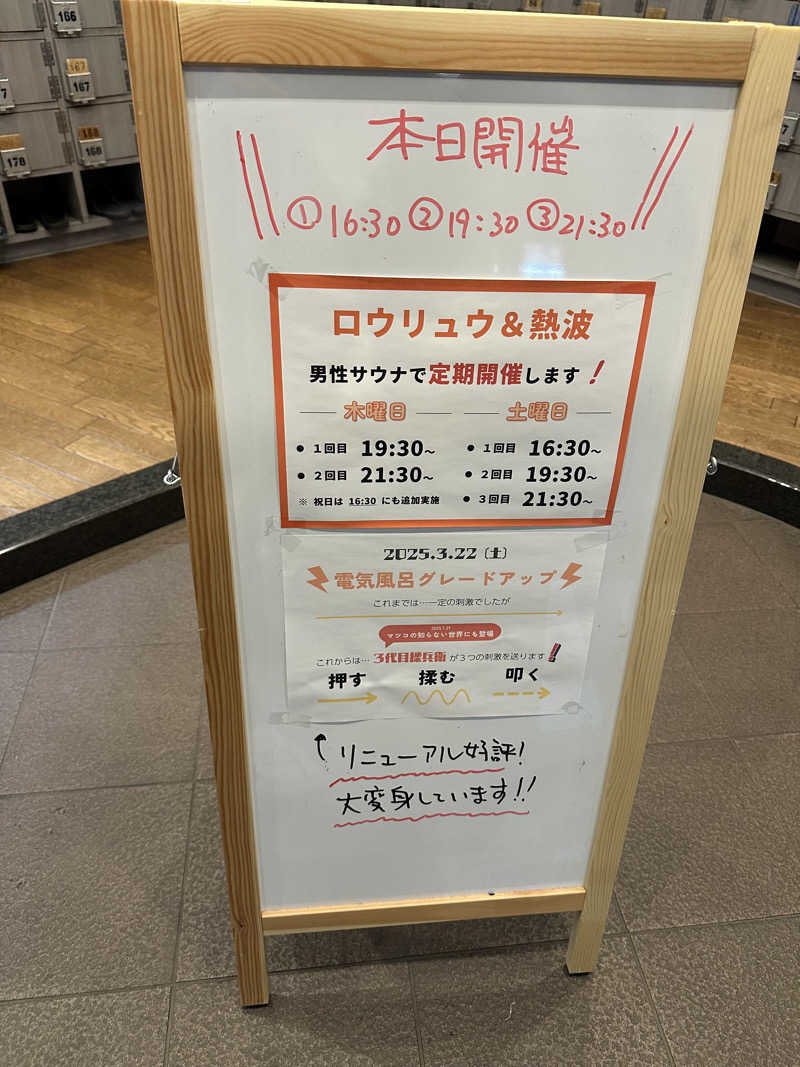 166
167
167
168
178
本日開催
①16:30 ②19:30 ③21:30
ロウリュウ＆熱波
男性サウナで定期開催します！
木曜日 土曜日
● 1回目 19:30～ ● 1回目 16:30～
● 2回目 21:30～ ● 2回目 19:30～
※ 祝日は 16:30 にも追加実施 ● 3回目 21:30～
2025.3.22（土）
電気風呂グレードアップ
これまでは…一定の刺激でしたが
マツコの知らない世界にも登場
これからは… 3代目揉兵衛 が３つの刺激を送ります!!
押す 揉む 叩く
↑リニューアル好評!
大変身しています!!